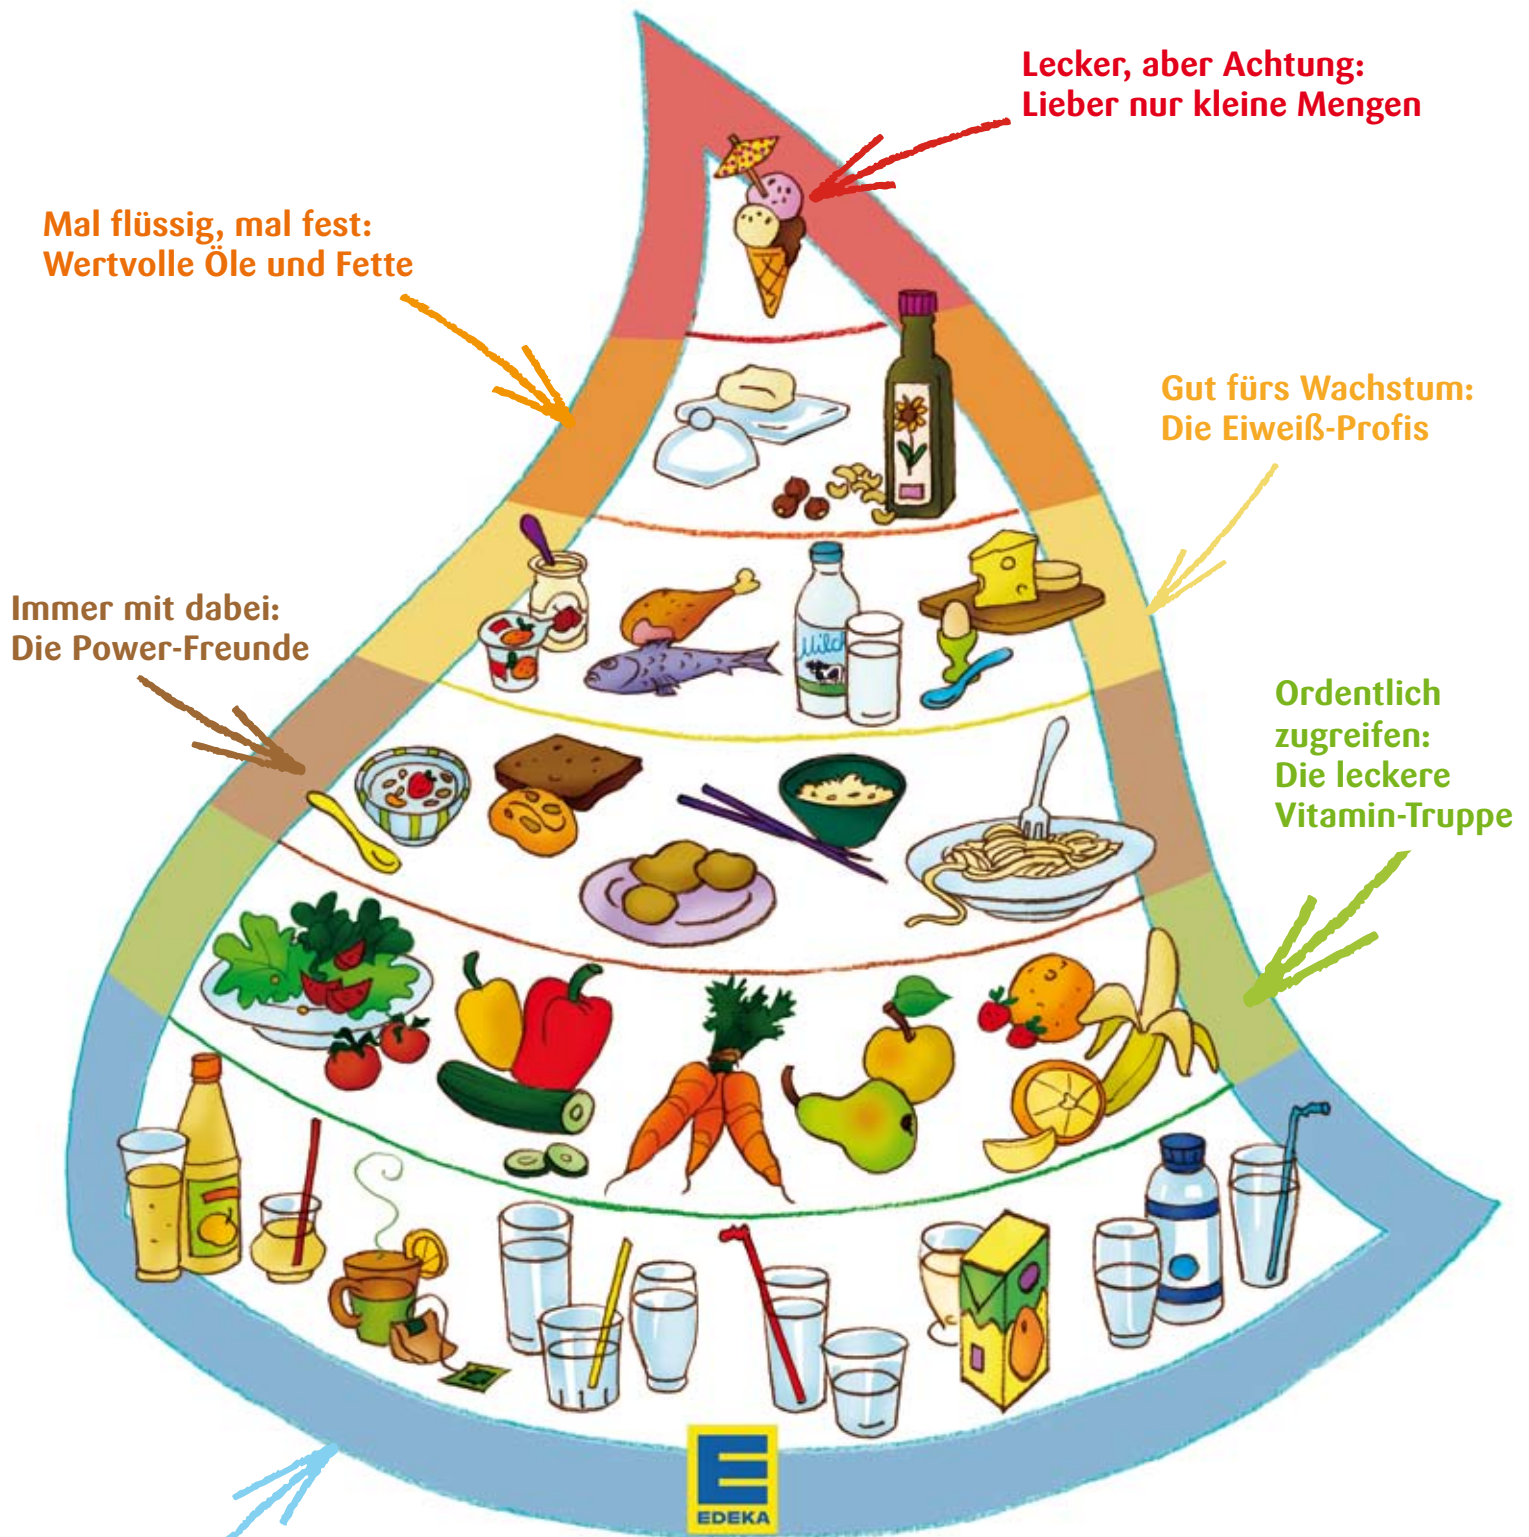 Lecker, aber Achtung:
Lieber nur kleine Mengen
Mal flüssig, mal fest:
Wertvolle Öle und Fette
Gut fürs Wachstum:
Die Eiweiß-Profis
Immer mit dabei:
Die Power-Freunde
Milch
Ordentlich
zugreifen:
Die leckere
Vitamin-Truppe
E
EDEKA